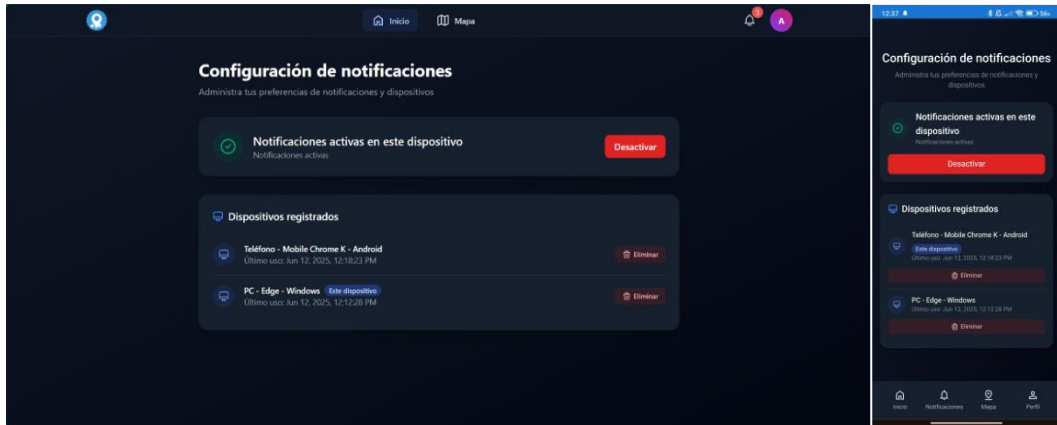 Inicio
Mapa
3
A
Configuración de notificaciones
Administra tus preferencias de notificaciones y dispositivos
Notificaciones activas en este dispositivo
Notificaciones activas
Desactivar
Dispositivos registrados
Teléfono - Mobile Chrome K - Android
Último uso: Jun 12, 2025, 12:18:23 PM
Eliminar
PC - Edge - Windows Este dispositivo
Último uso: Jun 12, 2025, 12:12:28 PM
Eliminar
12:37
Configuración de notificaciones
Administra tus preferencias de notificaciones y
dispositivos
Notificaciones activas en este
dispositivo
Notificaciones activas
Desactivar
Dispositivos registrados
Teléfono - Mobile Chrome K - Android
Este dispositivo
Último uso: Jun 12, 2025, 12:18:23 PM
Eliminar
PC - Edge - Windows
Último uso: Jun 12, 2025, 12:12:28 PM
Eliminar
Inicio
Notificaciones
Mapa
Perfil